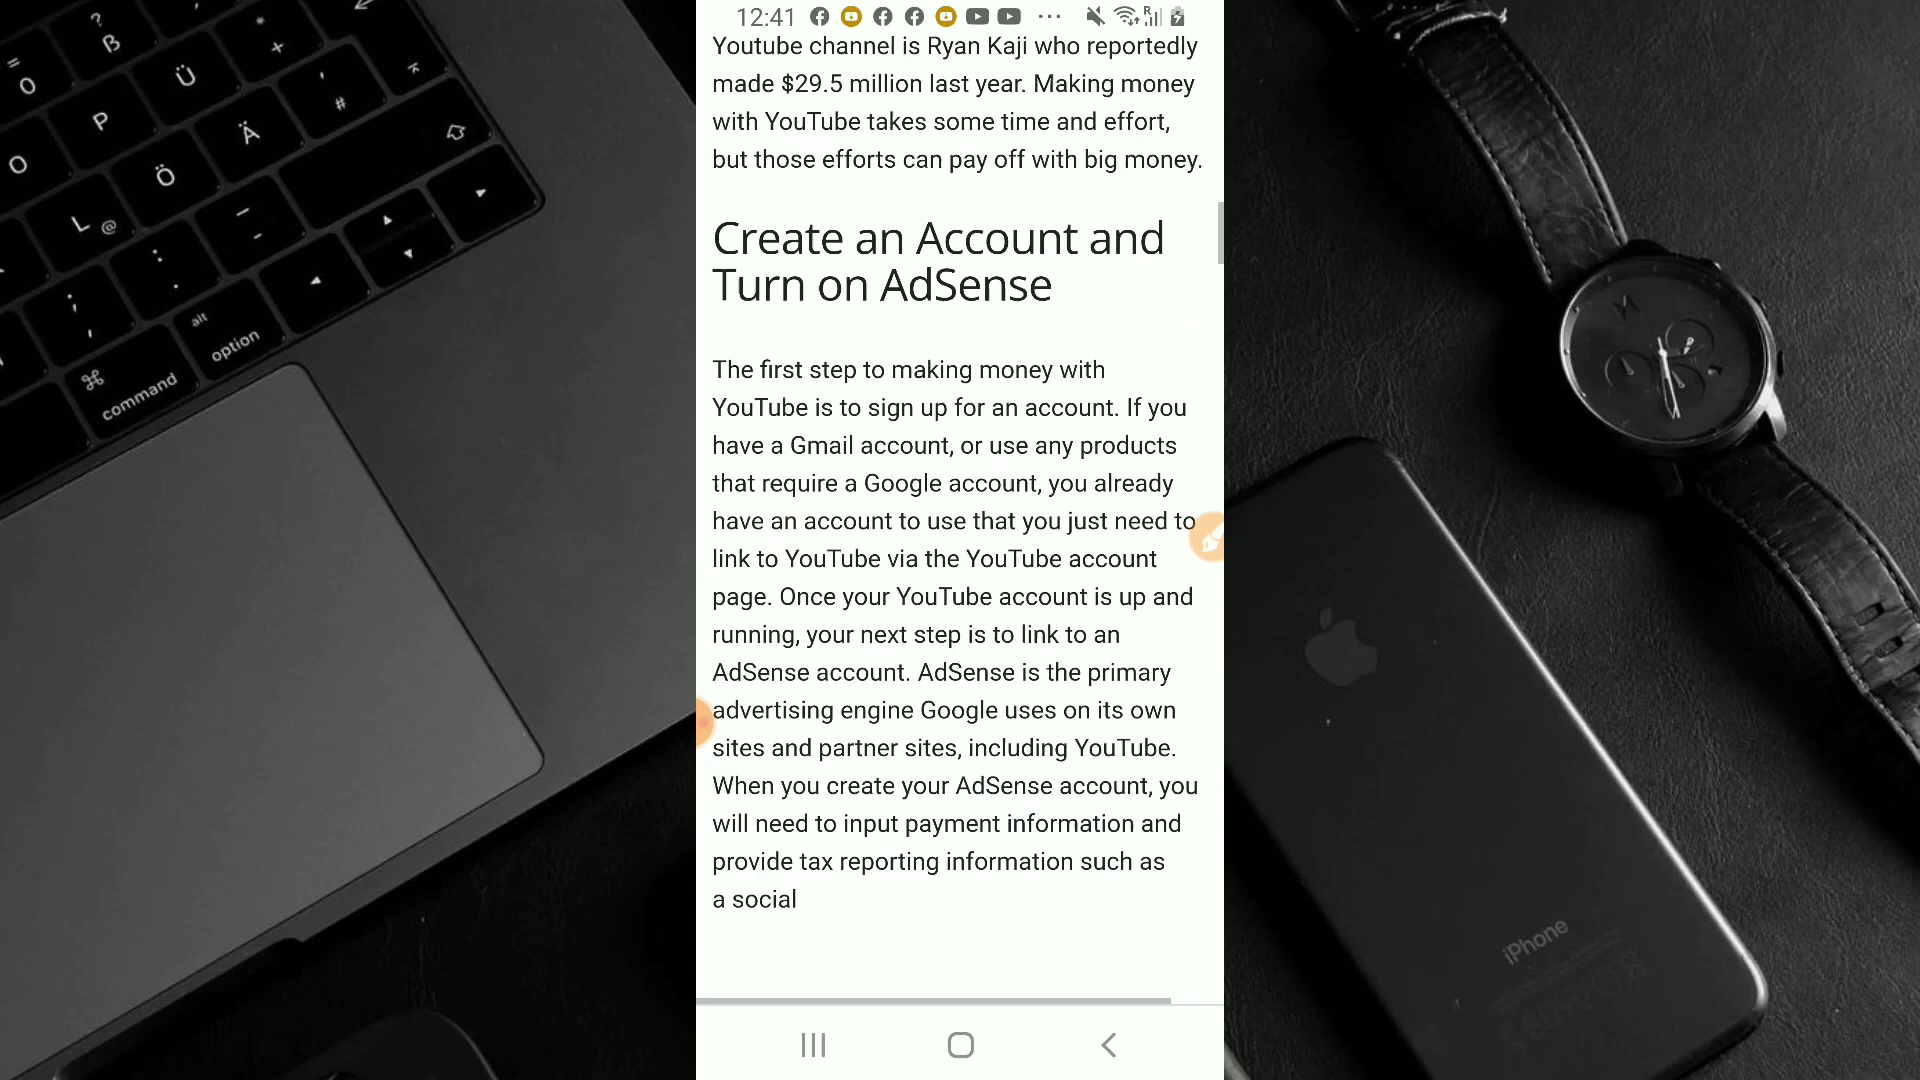 12:41
Youtube channel is Ryan Kaji who reportedly
made $29.5 million last year. Making money
with YouTube takes some time and effort,
but those efforts can pay off with big money.
Create an Account and
Turn on AdSense
The first step to making money with
YouTube is to sign up for an account. If you
have a Gmail account, or use any products
that require a Google account, you already
have an account to use that you just need to
link to YouTube via the YouTube account
page. Once your YouTube account is up and
running, your next step is to link to an
AdSense account. AdSense is the primary
advertising engine Google uses on its own
sites and partner sites, including YouTube.
When you create your AdSense account, you
will need to input payment information and
provide tax reporting information such as
a social
? ß
= 0
P
Ü
* +
' #
O
Ö
Ä
L @
_ -
: .
; ,
alt
option
⌘
command
iPhone